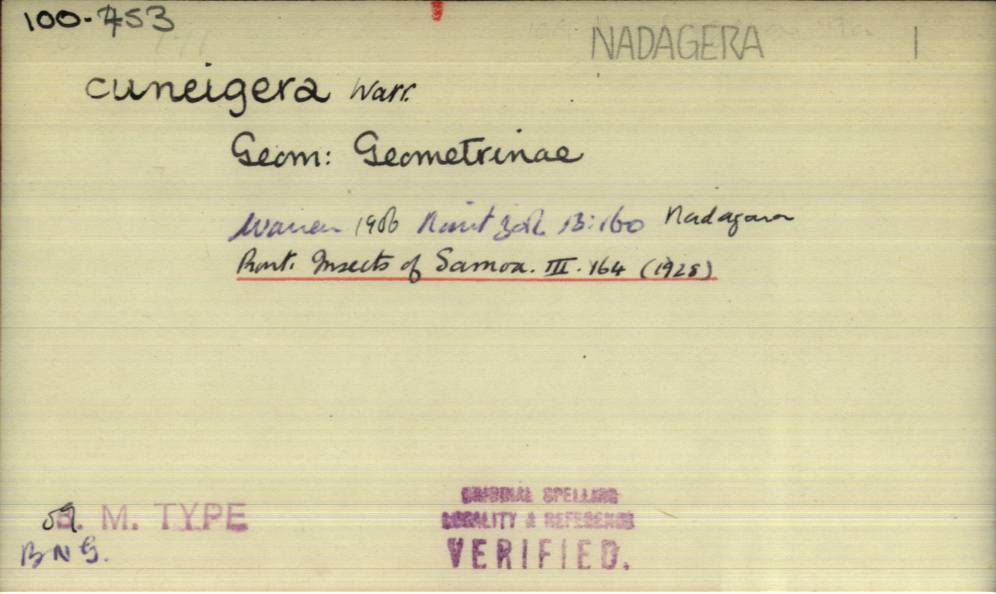 100-453
NADAGERA 1
cuneigera Warr.
Geom: Geometrinae
Warren 1906 Novit Zool. 13:160 Nadagara
Prout. Insects of Samoa. III. 164 (1928)
B. M. TYPE
B N G.
ORIGINAL SPELLING
LOCALITY & REFERENCE
VERIFIED.